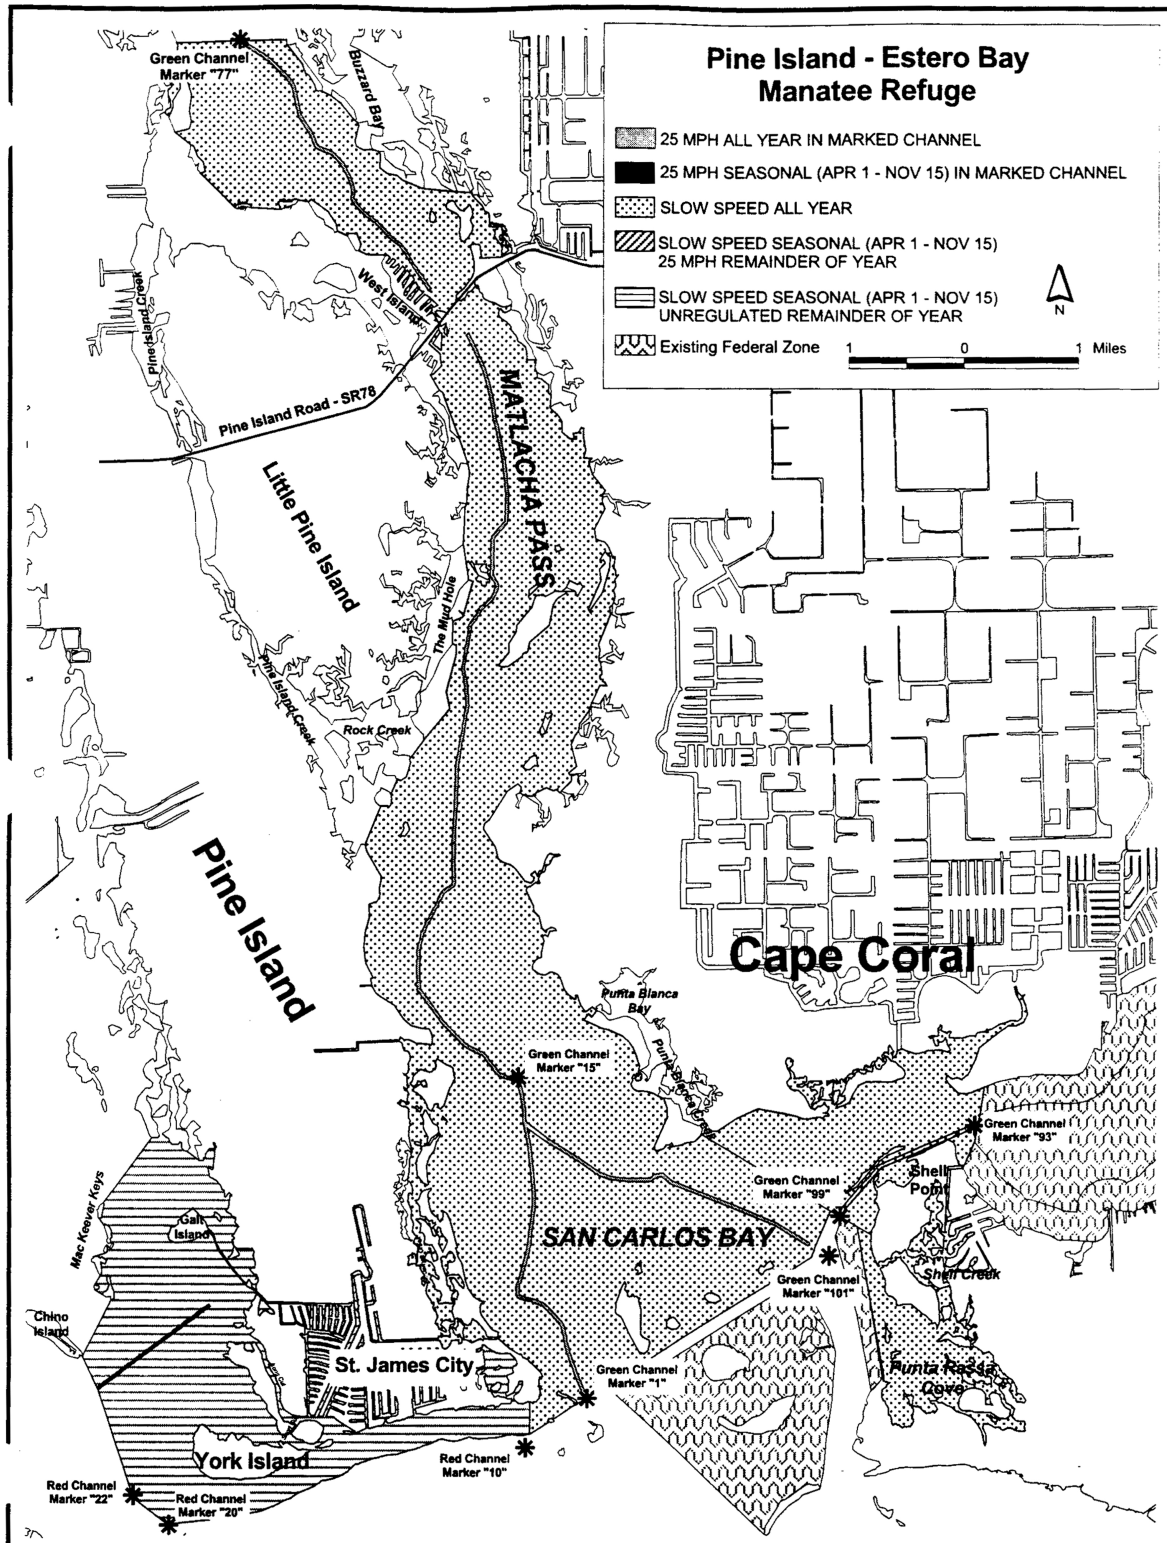 Pine Island - Estero Bay
Manatee Refuge
25 MPH ALL YEAR IN MARKED CHANNEL
25 MPH SEASONAL (APR 1 - NOV 15) IN MARKED CHANNEL
SLOW SPEED ALL YEAR
SLOW SPEED SEASONAL (APR 1 - NOV 15)
25 MPH REMAINDER OF YEAR
SLOW SPEED SEASONAL (APR 1 - NOV 15)
UNREGULATED REMAINDER OF YEAR
Existing Federal Zone
N
1 0 1 Miles
Green Channel
Marker "77"
Buzzard Bay
West Island
Pine Island Creek
Pine Island Road - SR78
MATLACHA PASS
Little Pine Island
The Mud Hole
Pine Island Creek
Rock Creek
Pine Island
Cape Coral
Punta Blanca
Bay
Punta Blanca Creek
Green Channel
Marker "15"
Green Channel
Marker "93"
Shell
Point
Green Channel
Marker "99"
SAN CARLOS BAY
Mac Keever Keys
Galt
Island
Green Channel
Marker "101"
Shell Creek
Chino
Island
St. James City
Green Channel
Marker "1"
Punta Rassa
Cove
York Island
Red Channel
Marker "10"
Red Channel
Marker "22"
Red Channel
Marker "20"